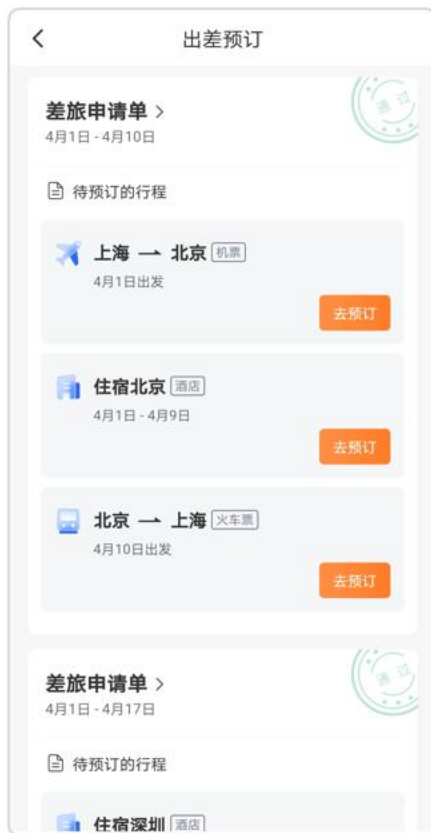 出差预订
差旅申请单
通过
4月1日 - 4月10日
待预订的行程
上海 → 北京 机票
4月1日出发
去预订
住宿北京 酒店
4月1日 - 4月9日
去预订
北京 → 上海 火车票
4月10日出发
去预订
差旅申请单
通过
4月1日 - 4月17日
待预订的行程
住宿深圳 酒店